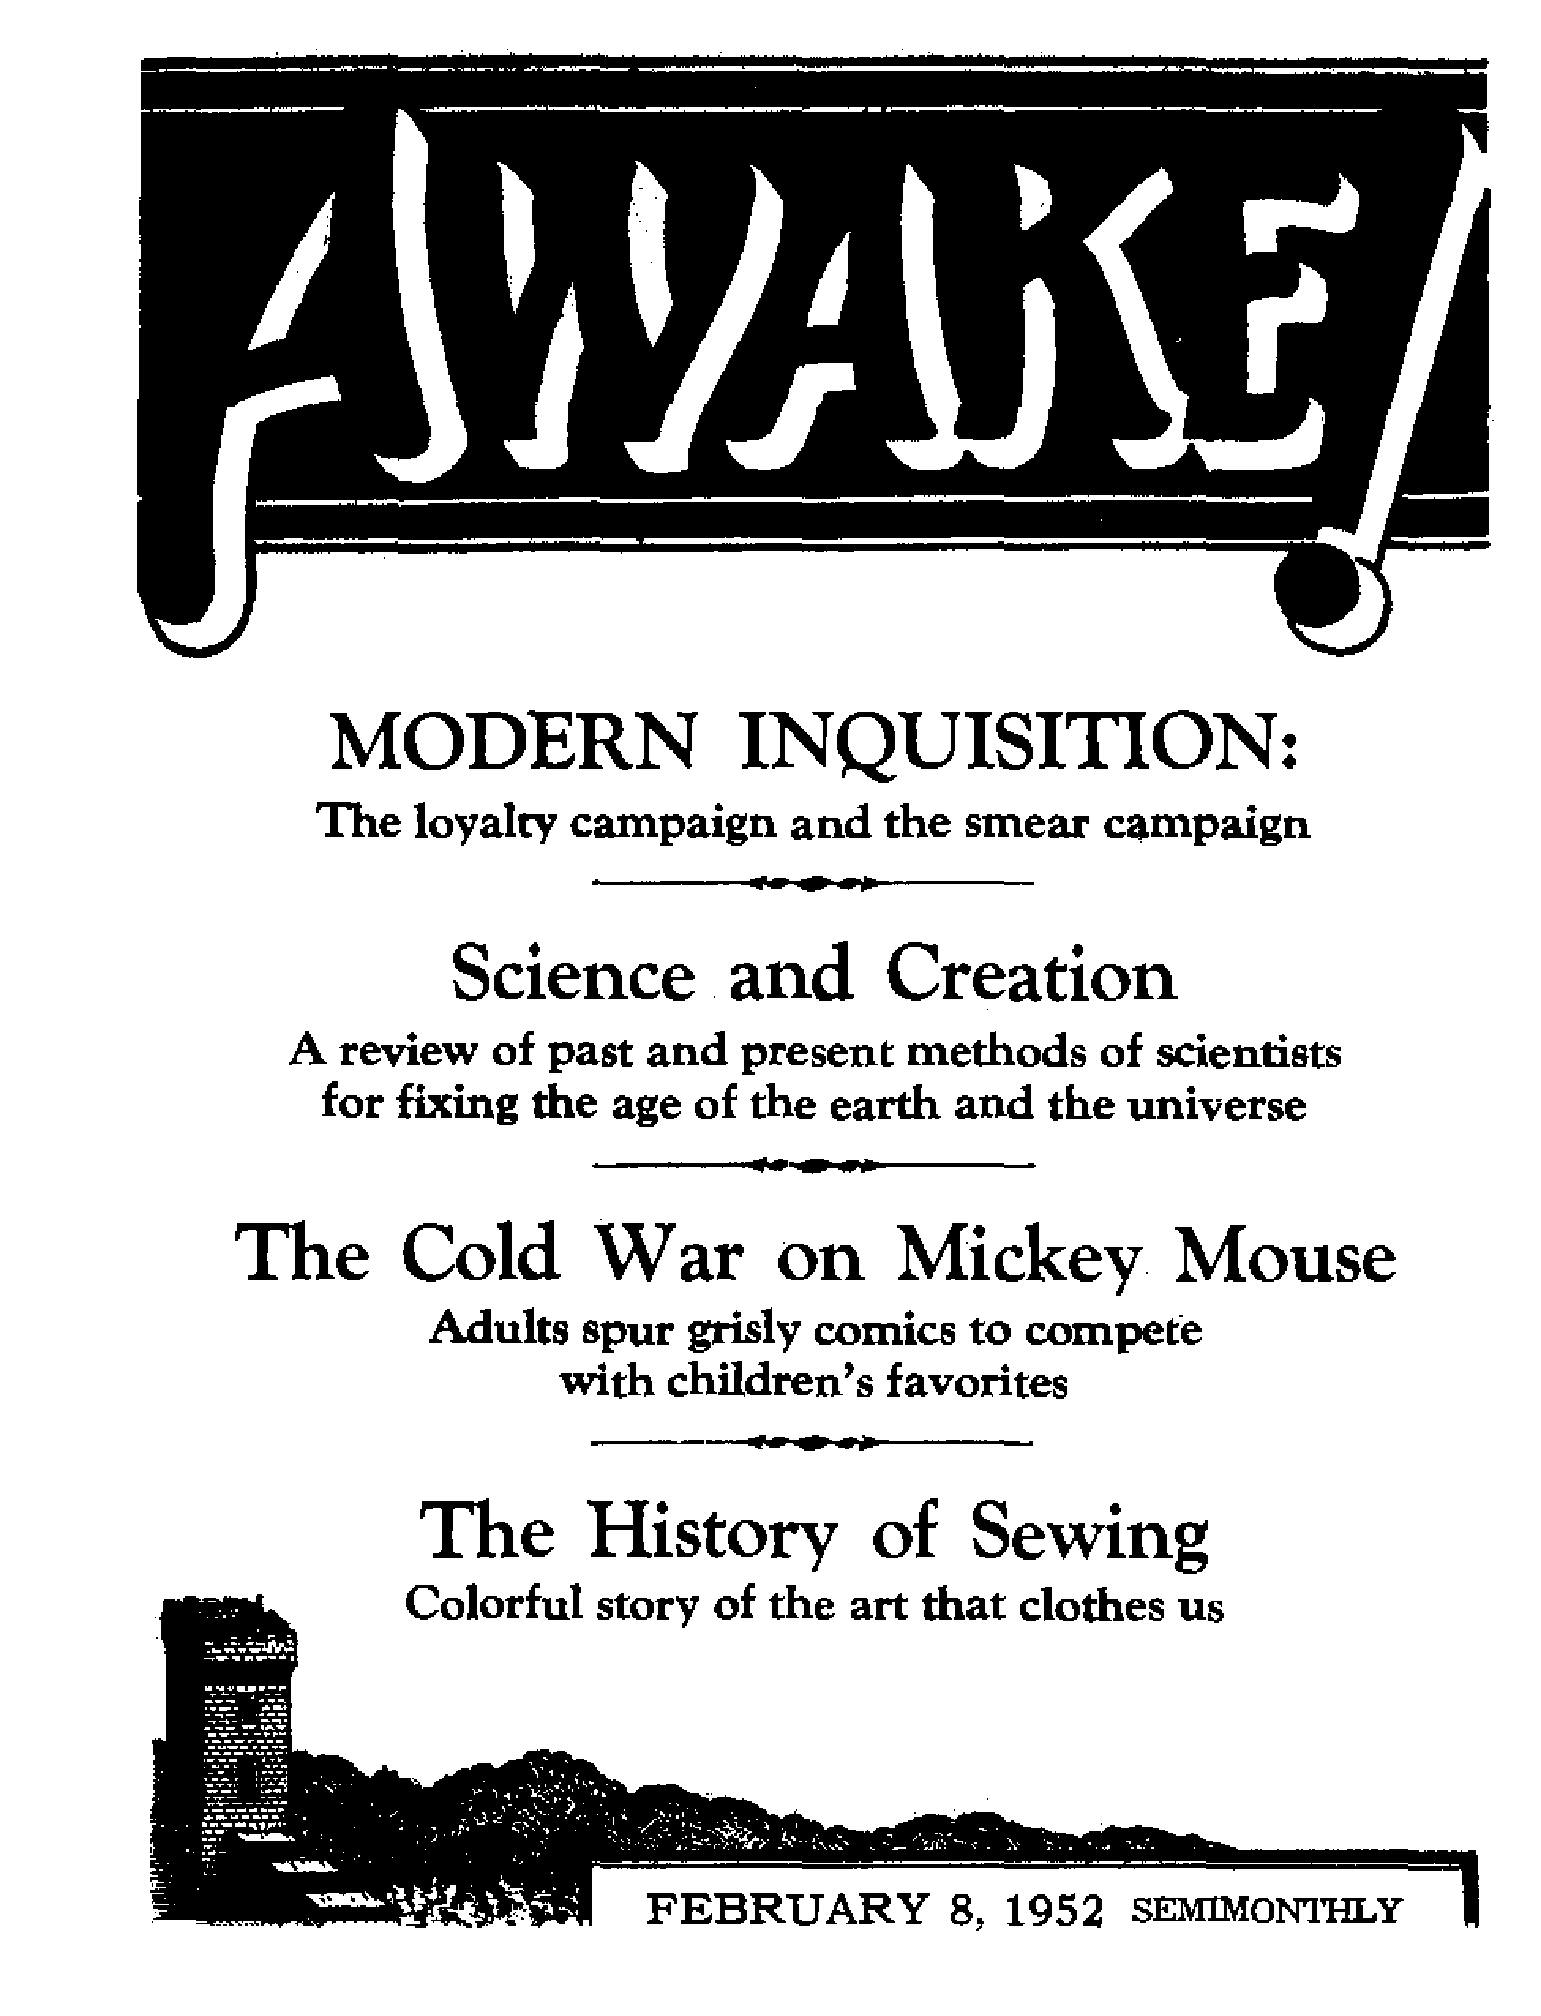 AWAKE!
MODERN INQUISITION:
The loyalty campaign and the smear campaign
Science and Creation
A review of past and present methods of scientists
for fixing the age of the earth and the universe
The Cold War on Mickey Mouse
Adults spur grisly comics to compete
with children's favorites
The History of Sewing
Colorful story of the art that clothes us
FEBRUARY 8, 1952 SEMIMONTHLY